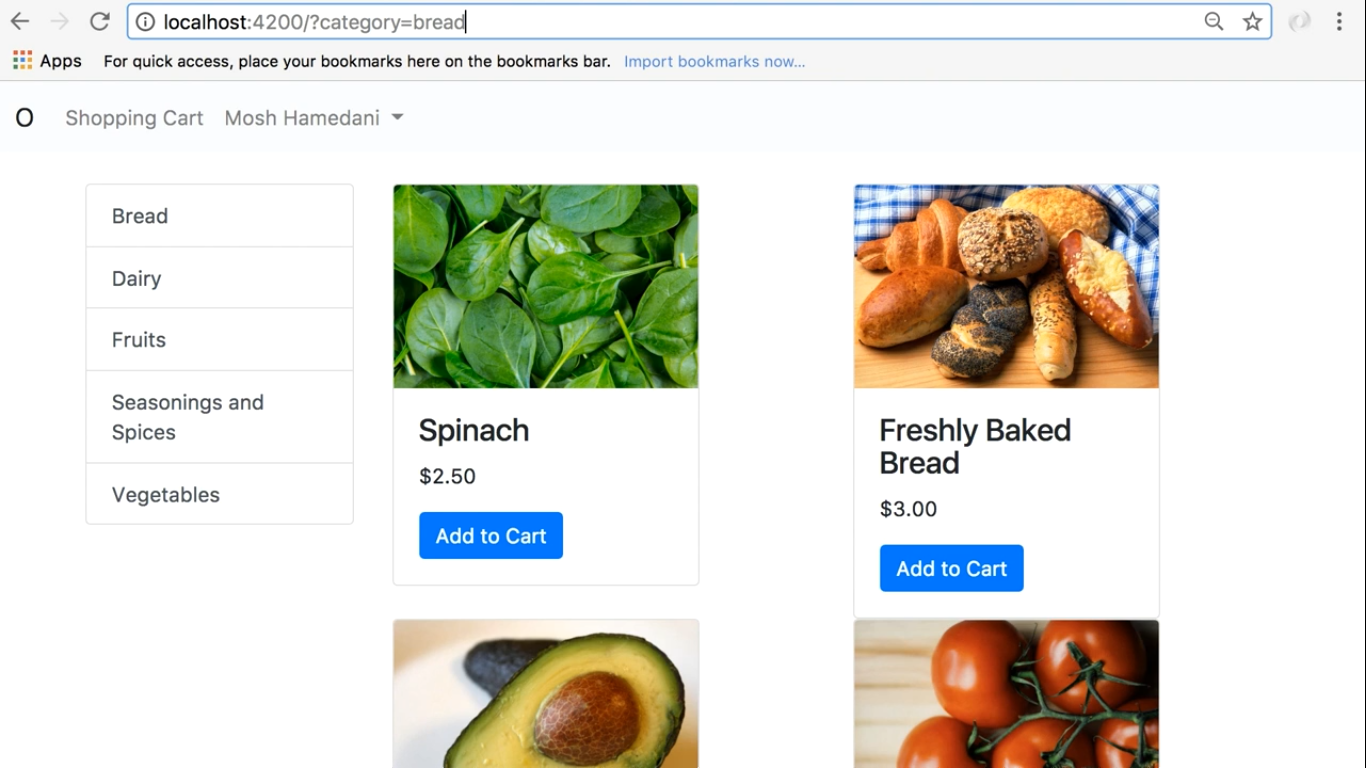 localhost:4200/?category=bread
Apps For quick access, place your bookmarks here on the bookmarks bar. Import bookmarks now...
O Shopping Cart Mosh Hamedani
Bread
Dairy
Fruits
Seasonings and
Spices
Vegetables
Spinach
$2.50
Add to Cart
Freshly Baked
Bread
$3.00
Add to Cart